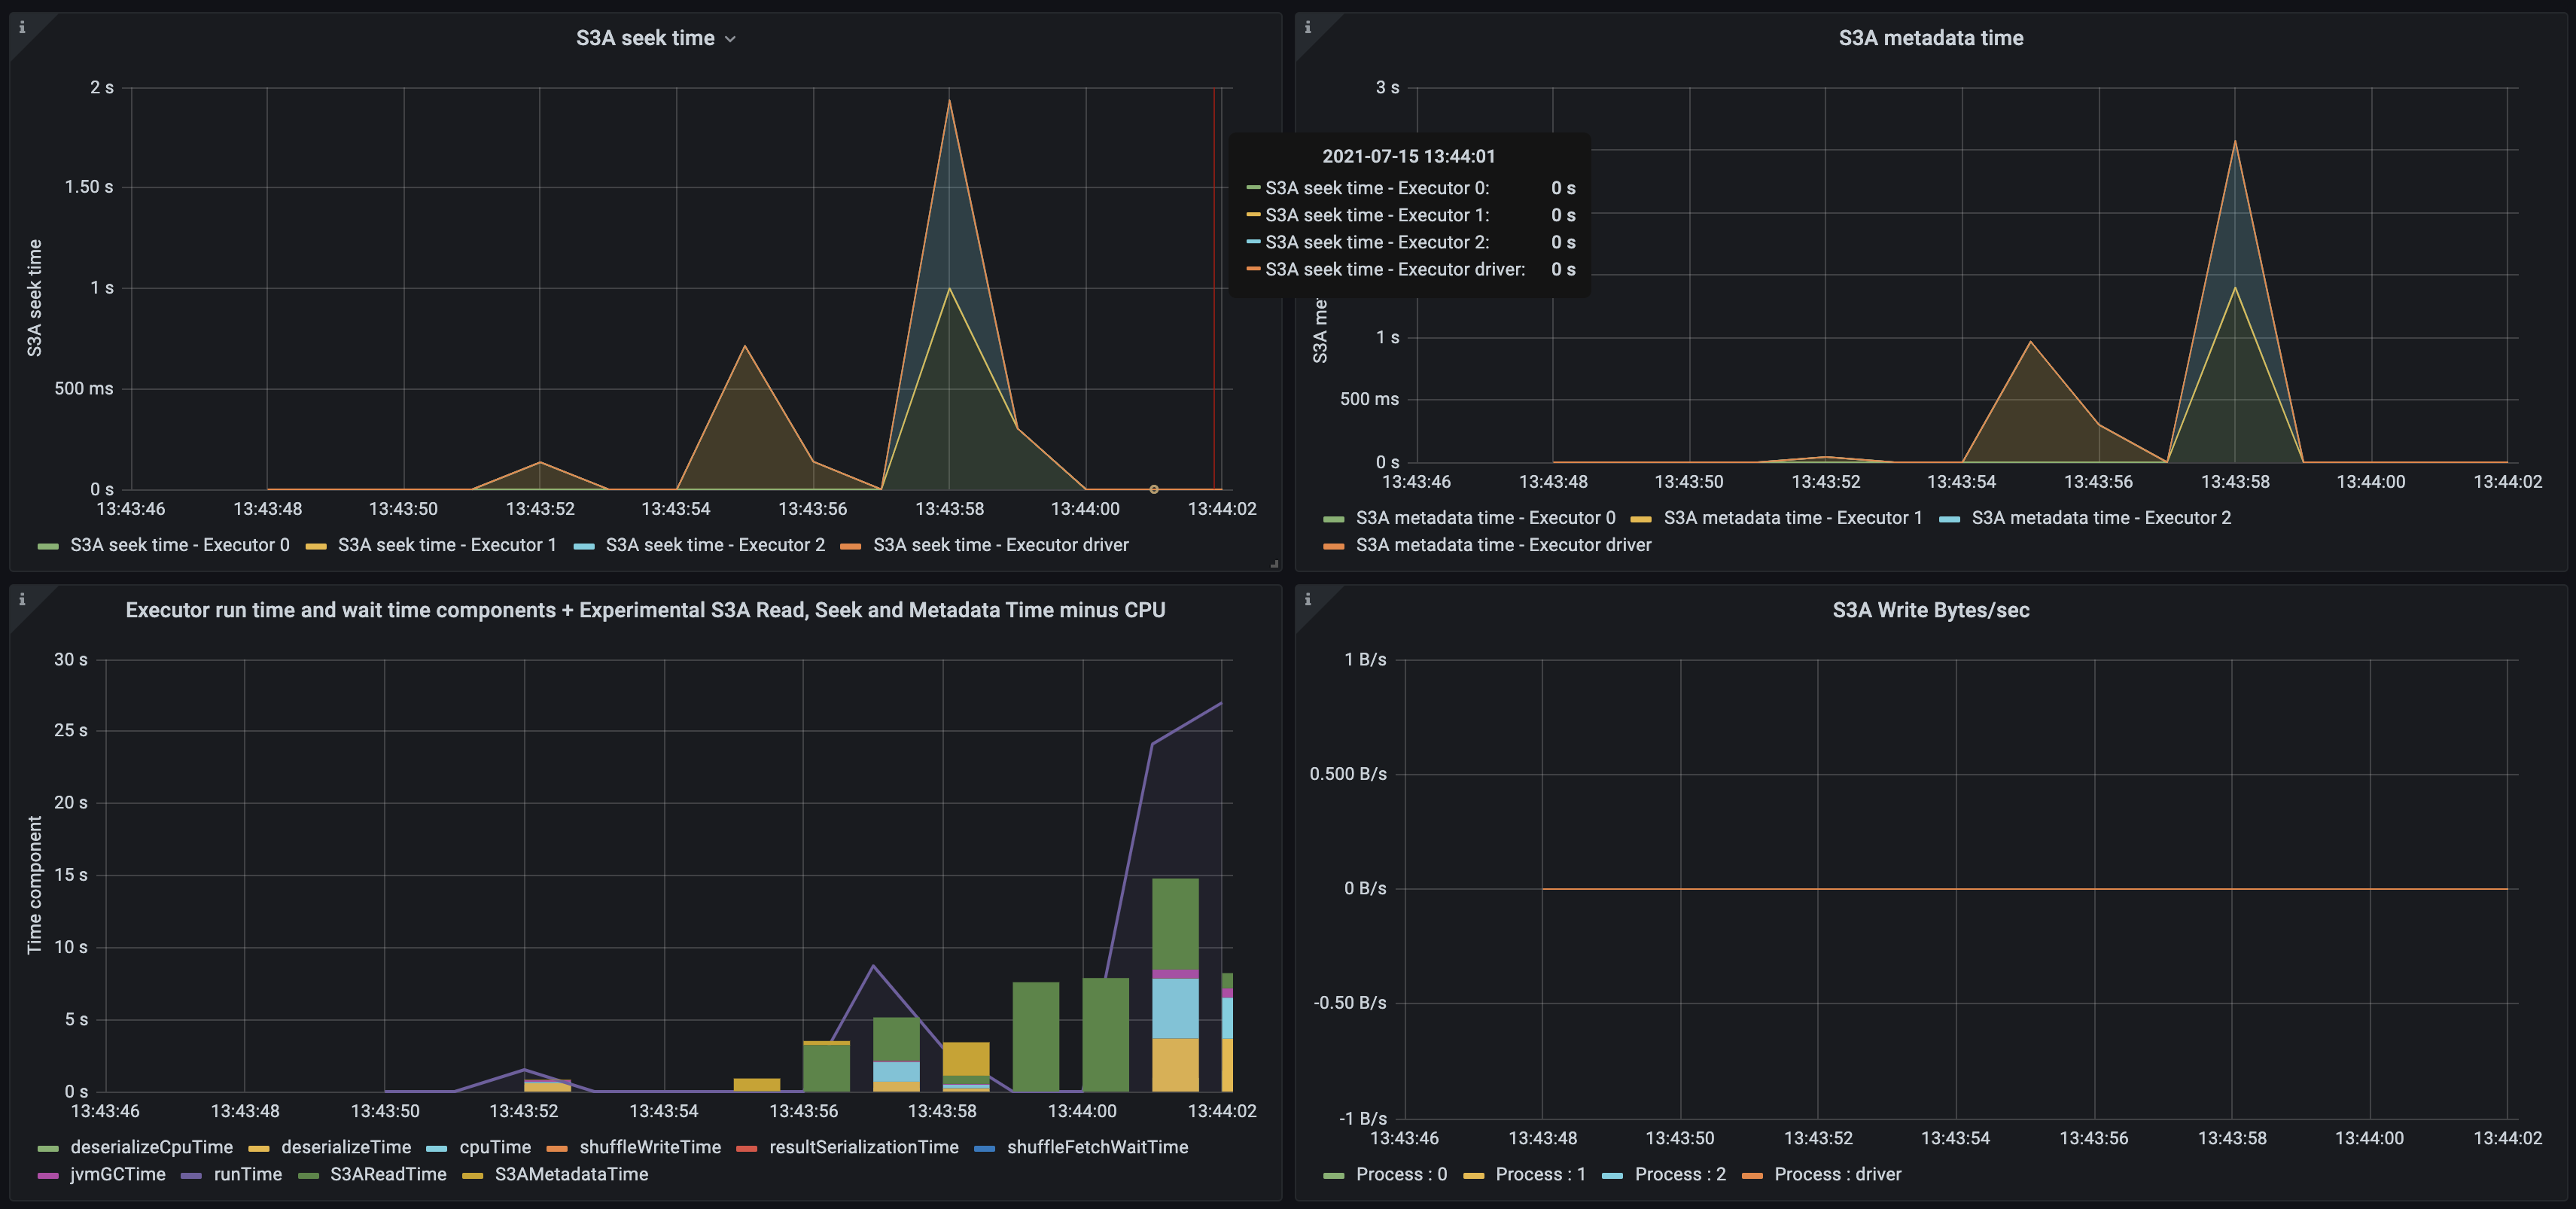 S3A seek time
2 s
1.50 s
1 s
500 ms
0 s
S3A seek time
13:43:46 13:43:48 13:43:50 13:43:52 13:43:54 13:43:56 13:43:58 13:44:00 13:44:02
S3A seek time - Executor 0 S3A seek time - Executor 1 S3A seek time - Executor 2 S3A seek time - Executor driver
2021-07-15 13:44:01
S3A seek time - Executor 0: 0 s
S3A seek time - Executor 1: 0 s
S3A seek time - Executor 2: 0 s
S3A seek time - Executor driver: 0 s
S3A metadata time
3 s
1 s
500 ms
0 s
S3A me
13:43:46 13:43:48 13:43:50 13:43:52 13:43:54 13:43:56 13:43:58 13:44:00 13:44:02
S3A metadata time - Executor 0 S3A metadata time - Executor 1 S3A metadata time - Executor 2
S3A metadata time - Executor driver
Executor run time and wait time components + Experimental S3A Read, Seek and Metadata Time minus CPU
30 s
25 s
20 s
15 s
10 s
5 s
0 s
Time component
13:43:46 13:43:48 13:43:50 13:43:52 13:43:54 13:43:56 13:43:58 13:44:00 13:44:02
deserializeCpuTime deserializeTime cpuTime shuffleWriteTime resultSerializationTime shuffleFetchWaitTime
jvmGCTime runTime S3AReadTime S3AMetadataTime
S3A Write Bytes/sec
1 B/s
0.500 B/s
0 B/s
-0.50 B/s
-1 B/s
13:43:46 13:43:48 13:43:50 13:43:52 13:43:54 13:43:56 13:43:58 13:44:00 13:44:02
Process : 0 Process : 1 Process : 2 Process : driver